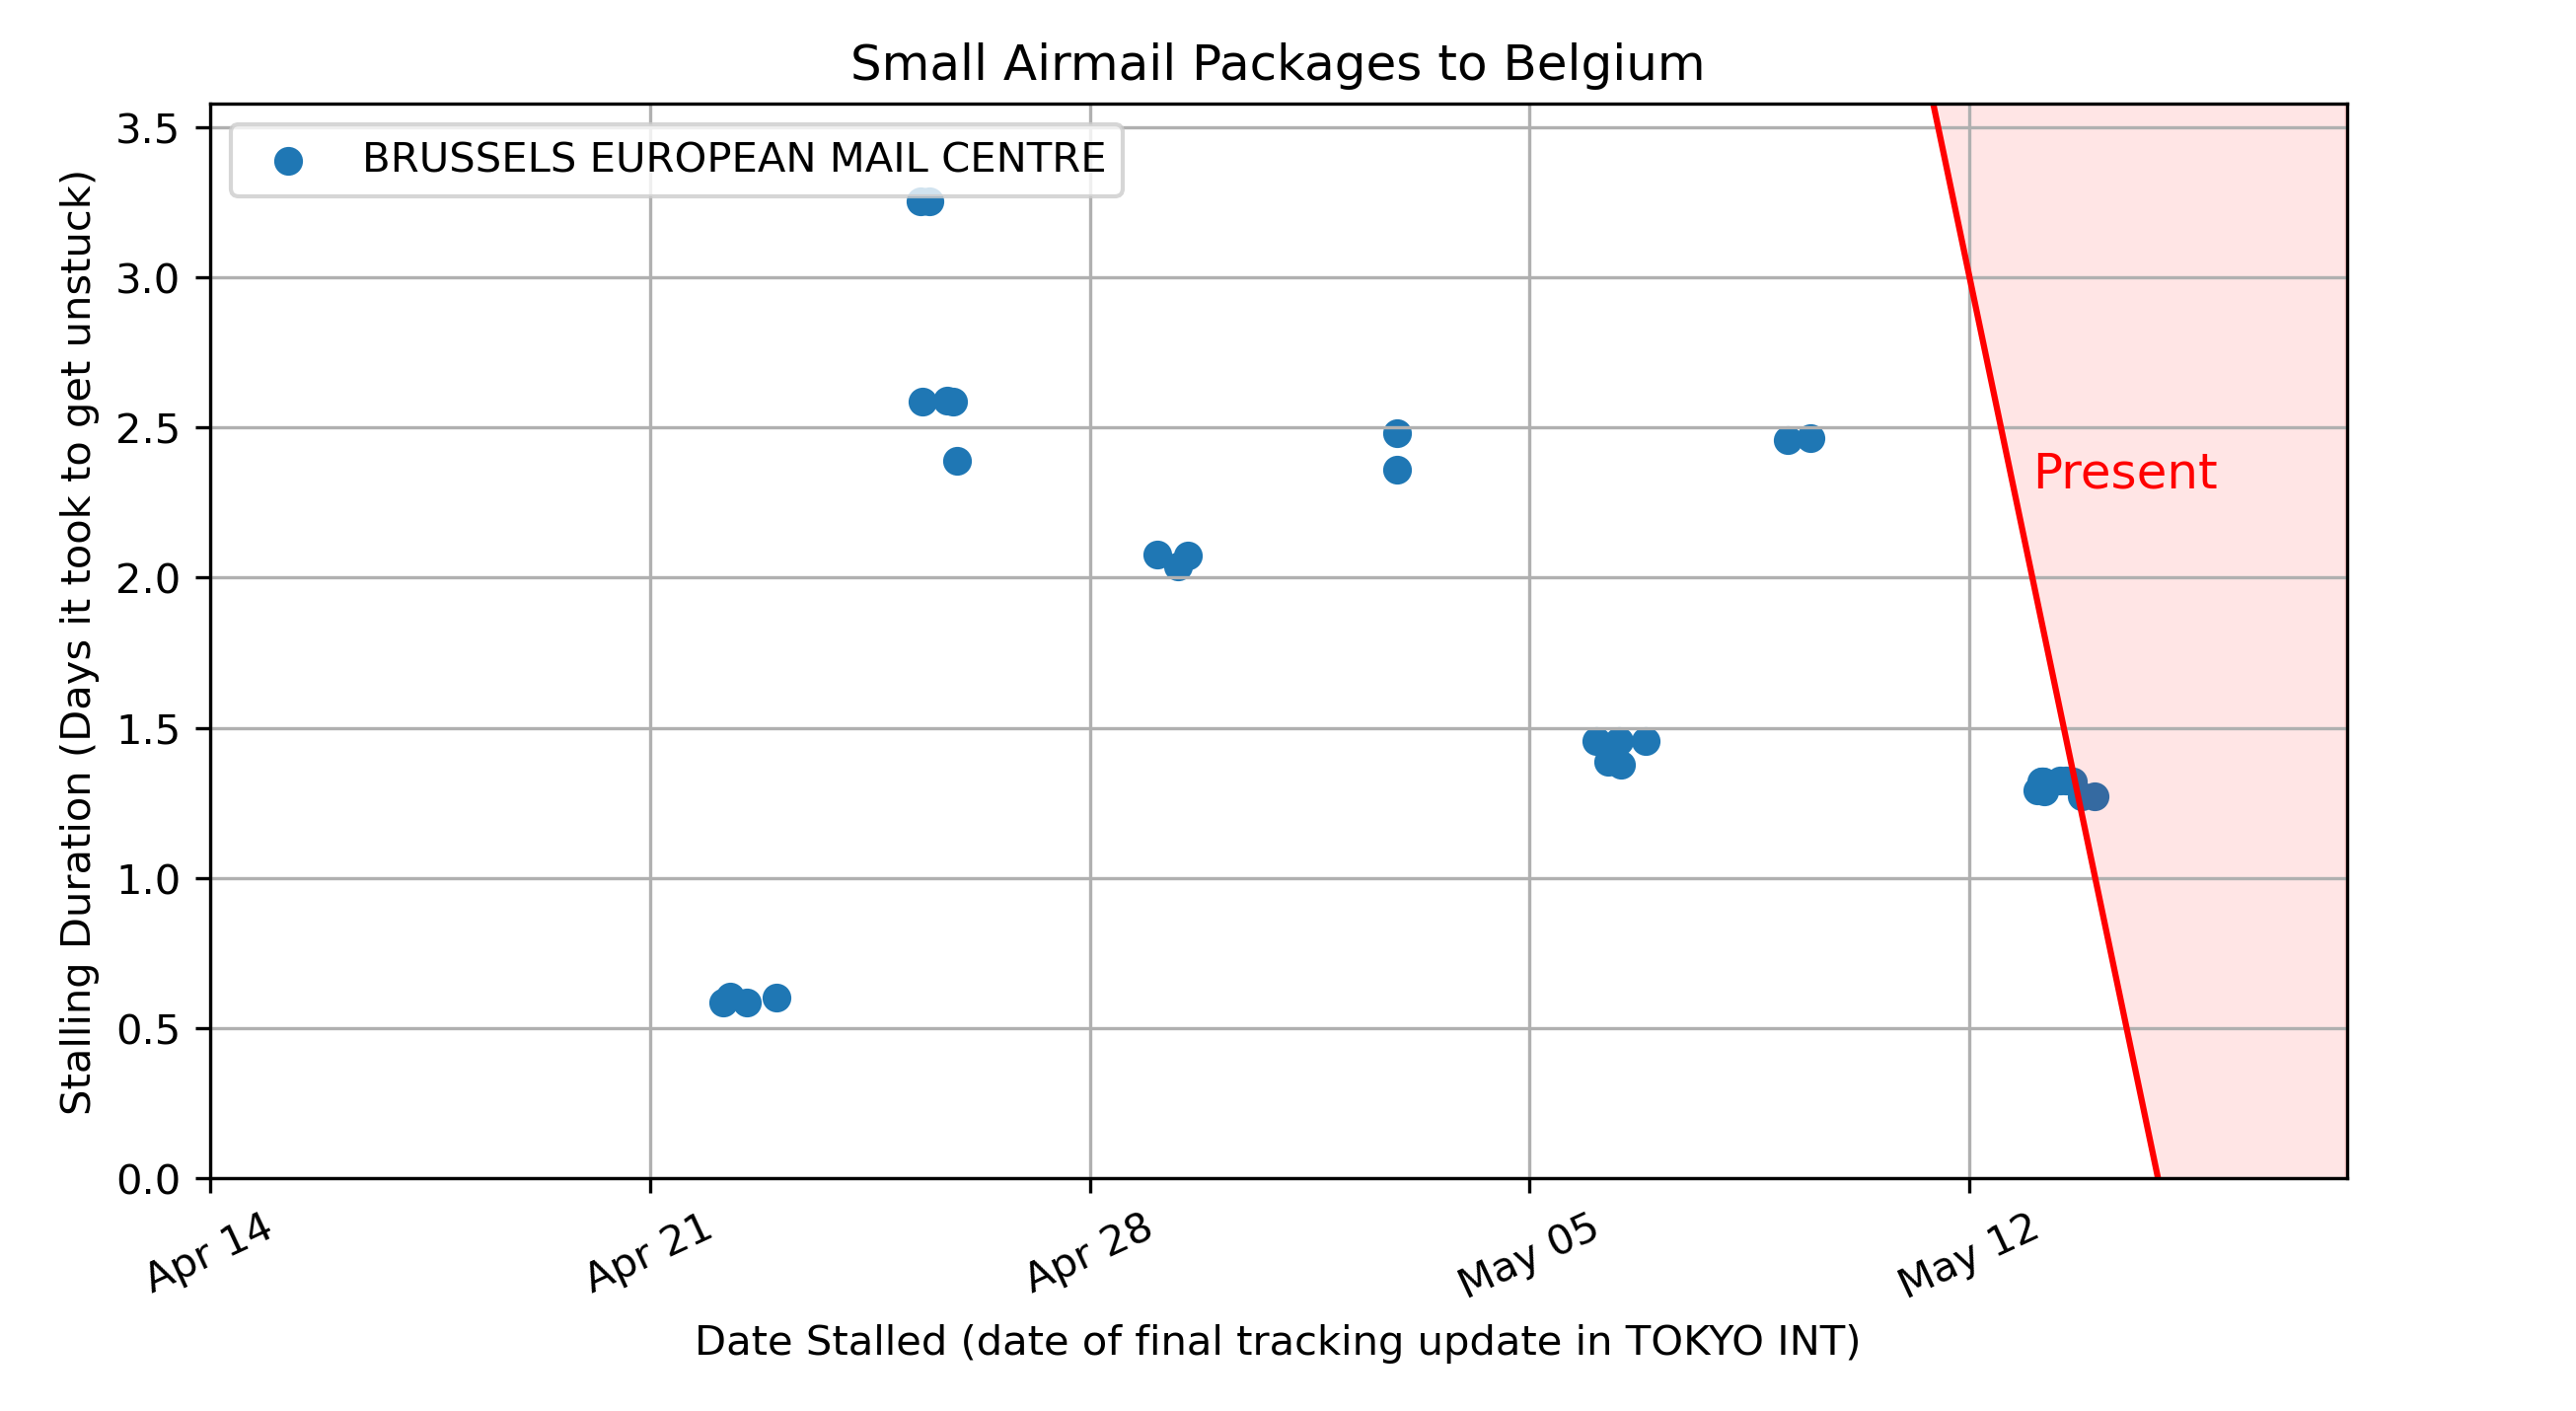 Small Airmail Packages to Belgium
BRUSSELS EUROPEAN MAIL CENTRE
Stalling Duration (Days it took to get unstuck)
3.5
3.0
2.5
2.0
1.5
1.0
0.5
0.0
Present
Apr 14
Apr 21
Apr 28
May 05
May 12
Date Stalled (date of final tracking update in TOKYO INT)